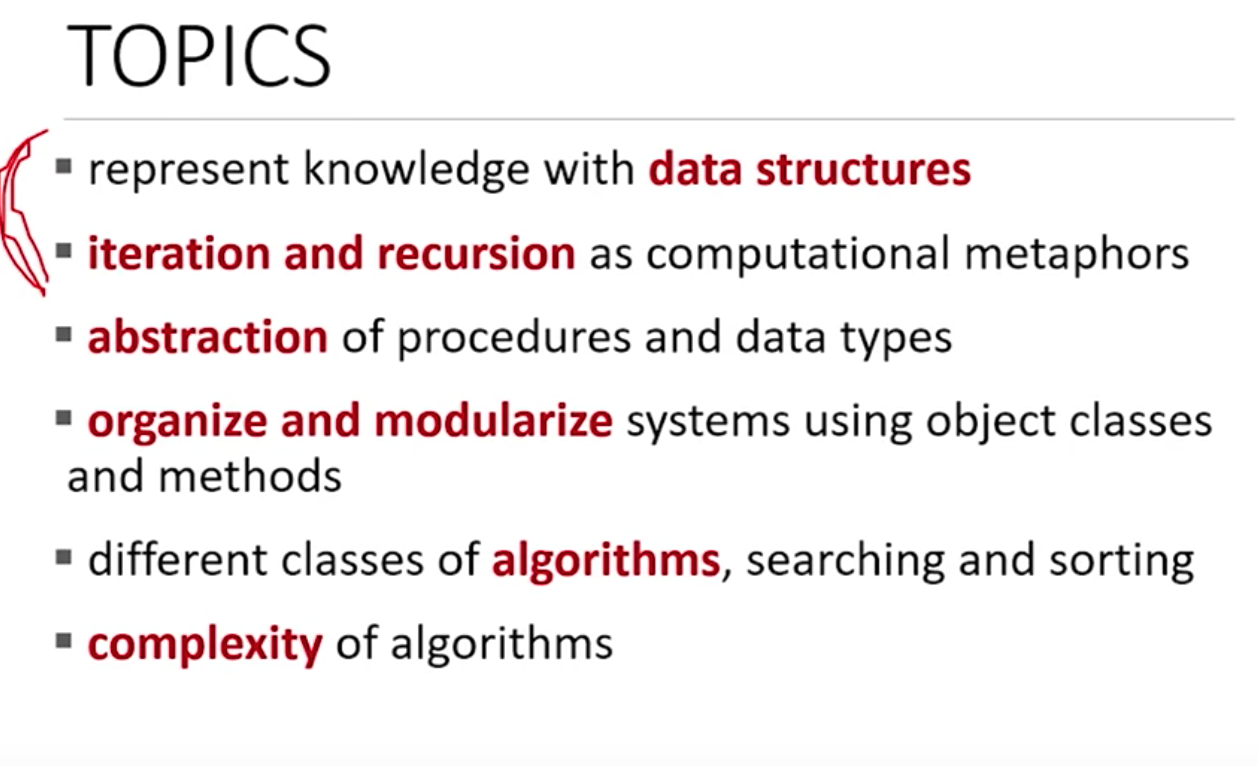 TOPICS
▪ represent knowledge with data structures
▪ iteration and recursion as computational metaphors
▪ abstraction of procedures and data types
▪ organize and modularize systems using object classes
and methods
▪ different classes of algorithms, searching and sorting
▪ complexity of algorithms